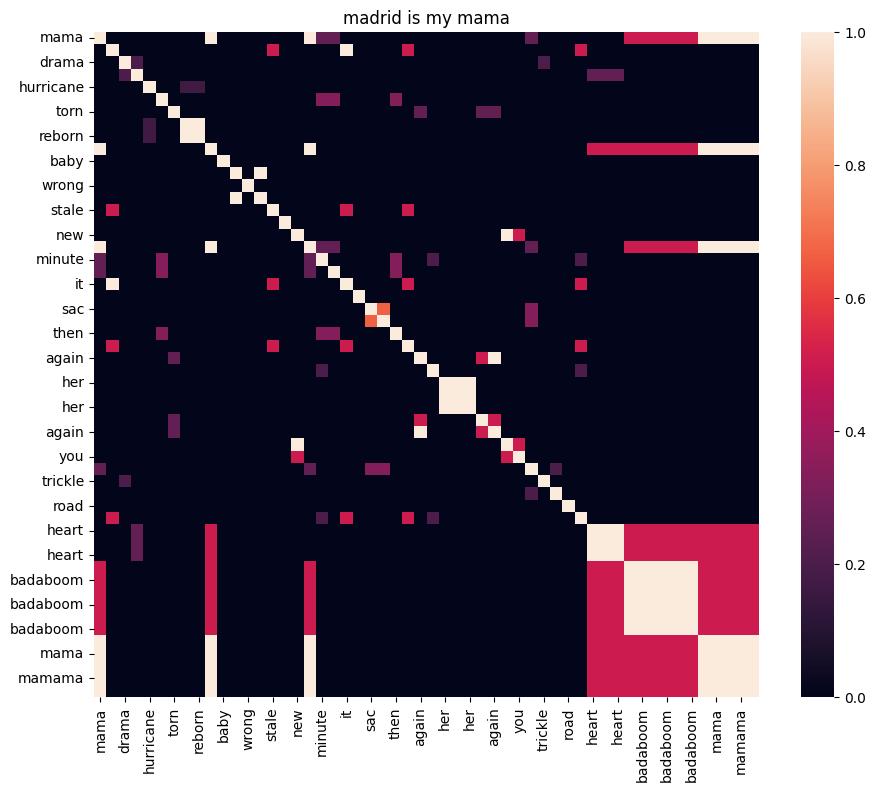 madrid is my mama
mama
drama
hurricane
torn
reborn
baby
wrong
stale
new
minute
it
sac
then
again
her
her
again
you
trickle
road
heart
heart
badaboom
badaboom
badaboom
mama
mamama
1.0
0.8
0.6
0.4
0.2
0.0
mama
drama
hurricane
torn
reborn
baby
wrong
stale
new
minute
it
sac
then
again
her
her
again
you
trickle
road
heart
heart
badaboom
badaboom
badaboom
mama
mamama